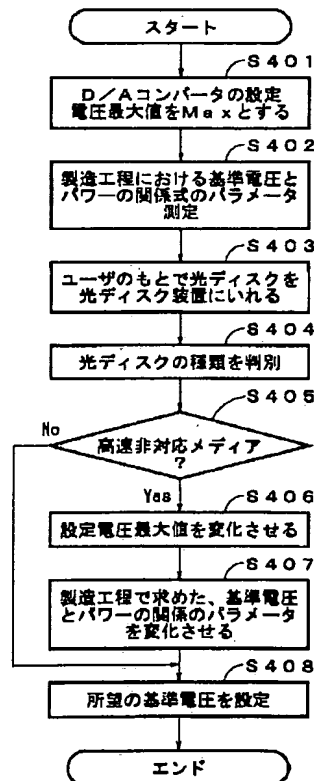 スタート
S401
D/Aコンバータの設定
電圧最大値をMaxとする
S402
製造工程における基準電圧と
パワーの関係式のパラメータ
測定
S403
ユーザのもとで光ディスクを
光ディスク装置にいれる
S404
光ディスクの種類を判別
S405
No
高速非対応メディア
?
Yes
S406
設定電圧最大値を変化させる
S407
製造工程で求めた、基準電圧
とパワーの関係のパラメータ
を変化させる
S408
所望の基準電圧を設定
エンド